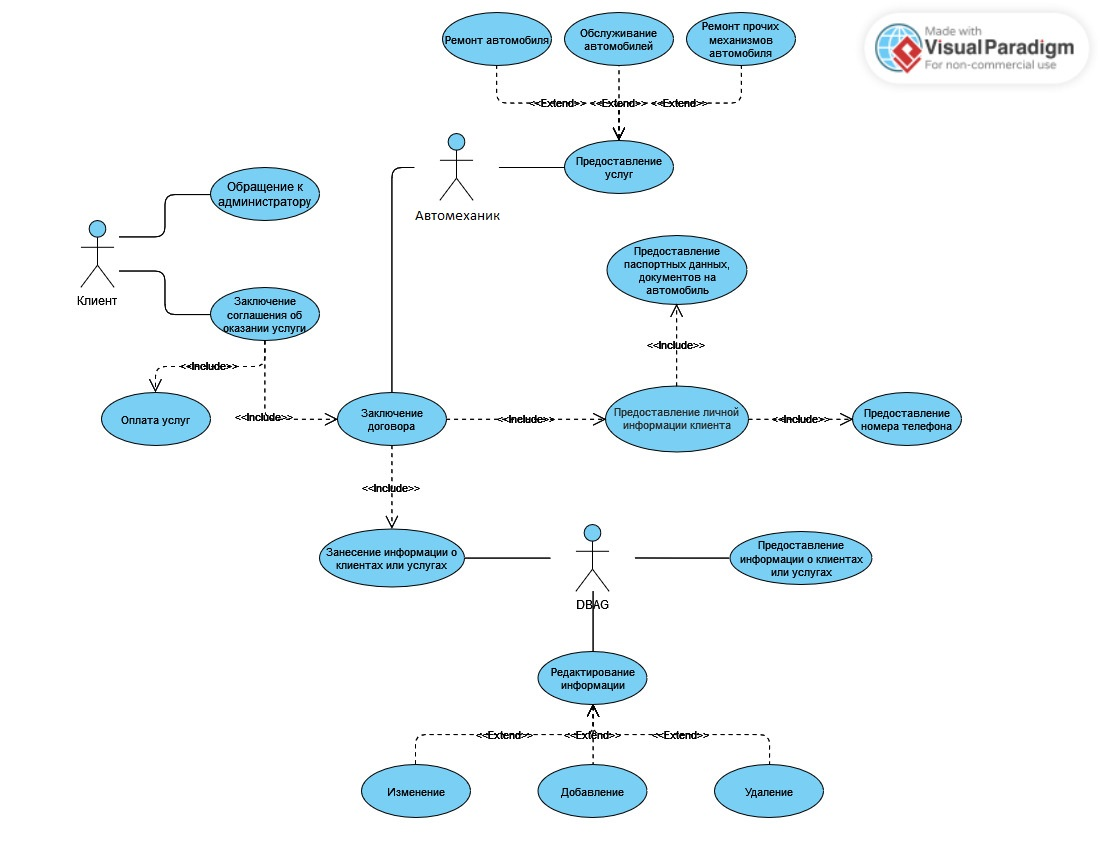 Ремонт автомобиля
Обслуживание
автомобилей
Ремонт прочих
механизмов
автомобиля
Made with
Visual Paradigm
For non-commercial use
<<Extend>>
<<Extend>>
<<Extend>>
Предоставление
услуг
Автомеханик
Обращение к
администратору
Клиент
Заключение
соглашения об
оказании услуги
Предоставление
паспортных данных,
документов на
автомобиль
<<Include>>
<<Include>>
Оплата услуг
<<Include>>
Заключение
договора
<<Include>>
Предоставление личной
информации клиента
<<Include>>
Предоставление
номера телефона
<<Include>>
Занесение информации о
клиентах или услугах
DBAG
Предоставление
информации о клиентах
или услугах
Редактирование
информации
<<Extend>>
<<Extend>>
<<Extend>>
Изменение
Добавление
Удаление